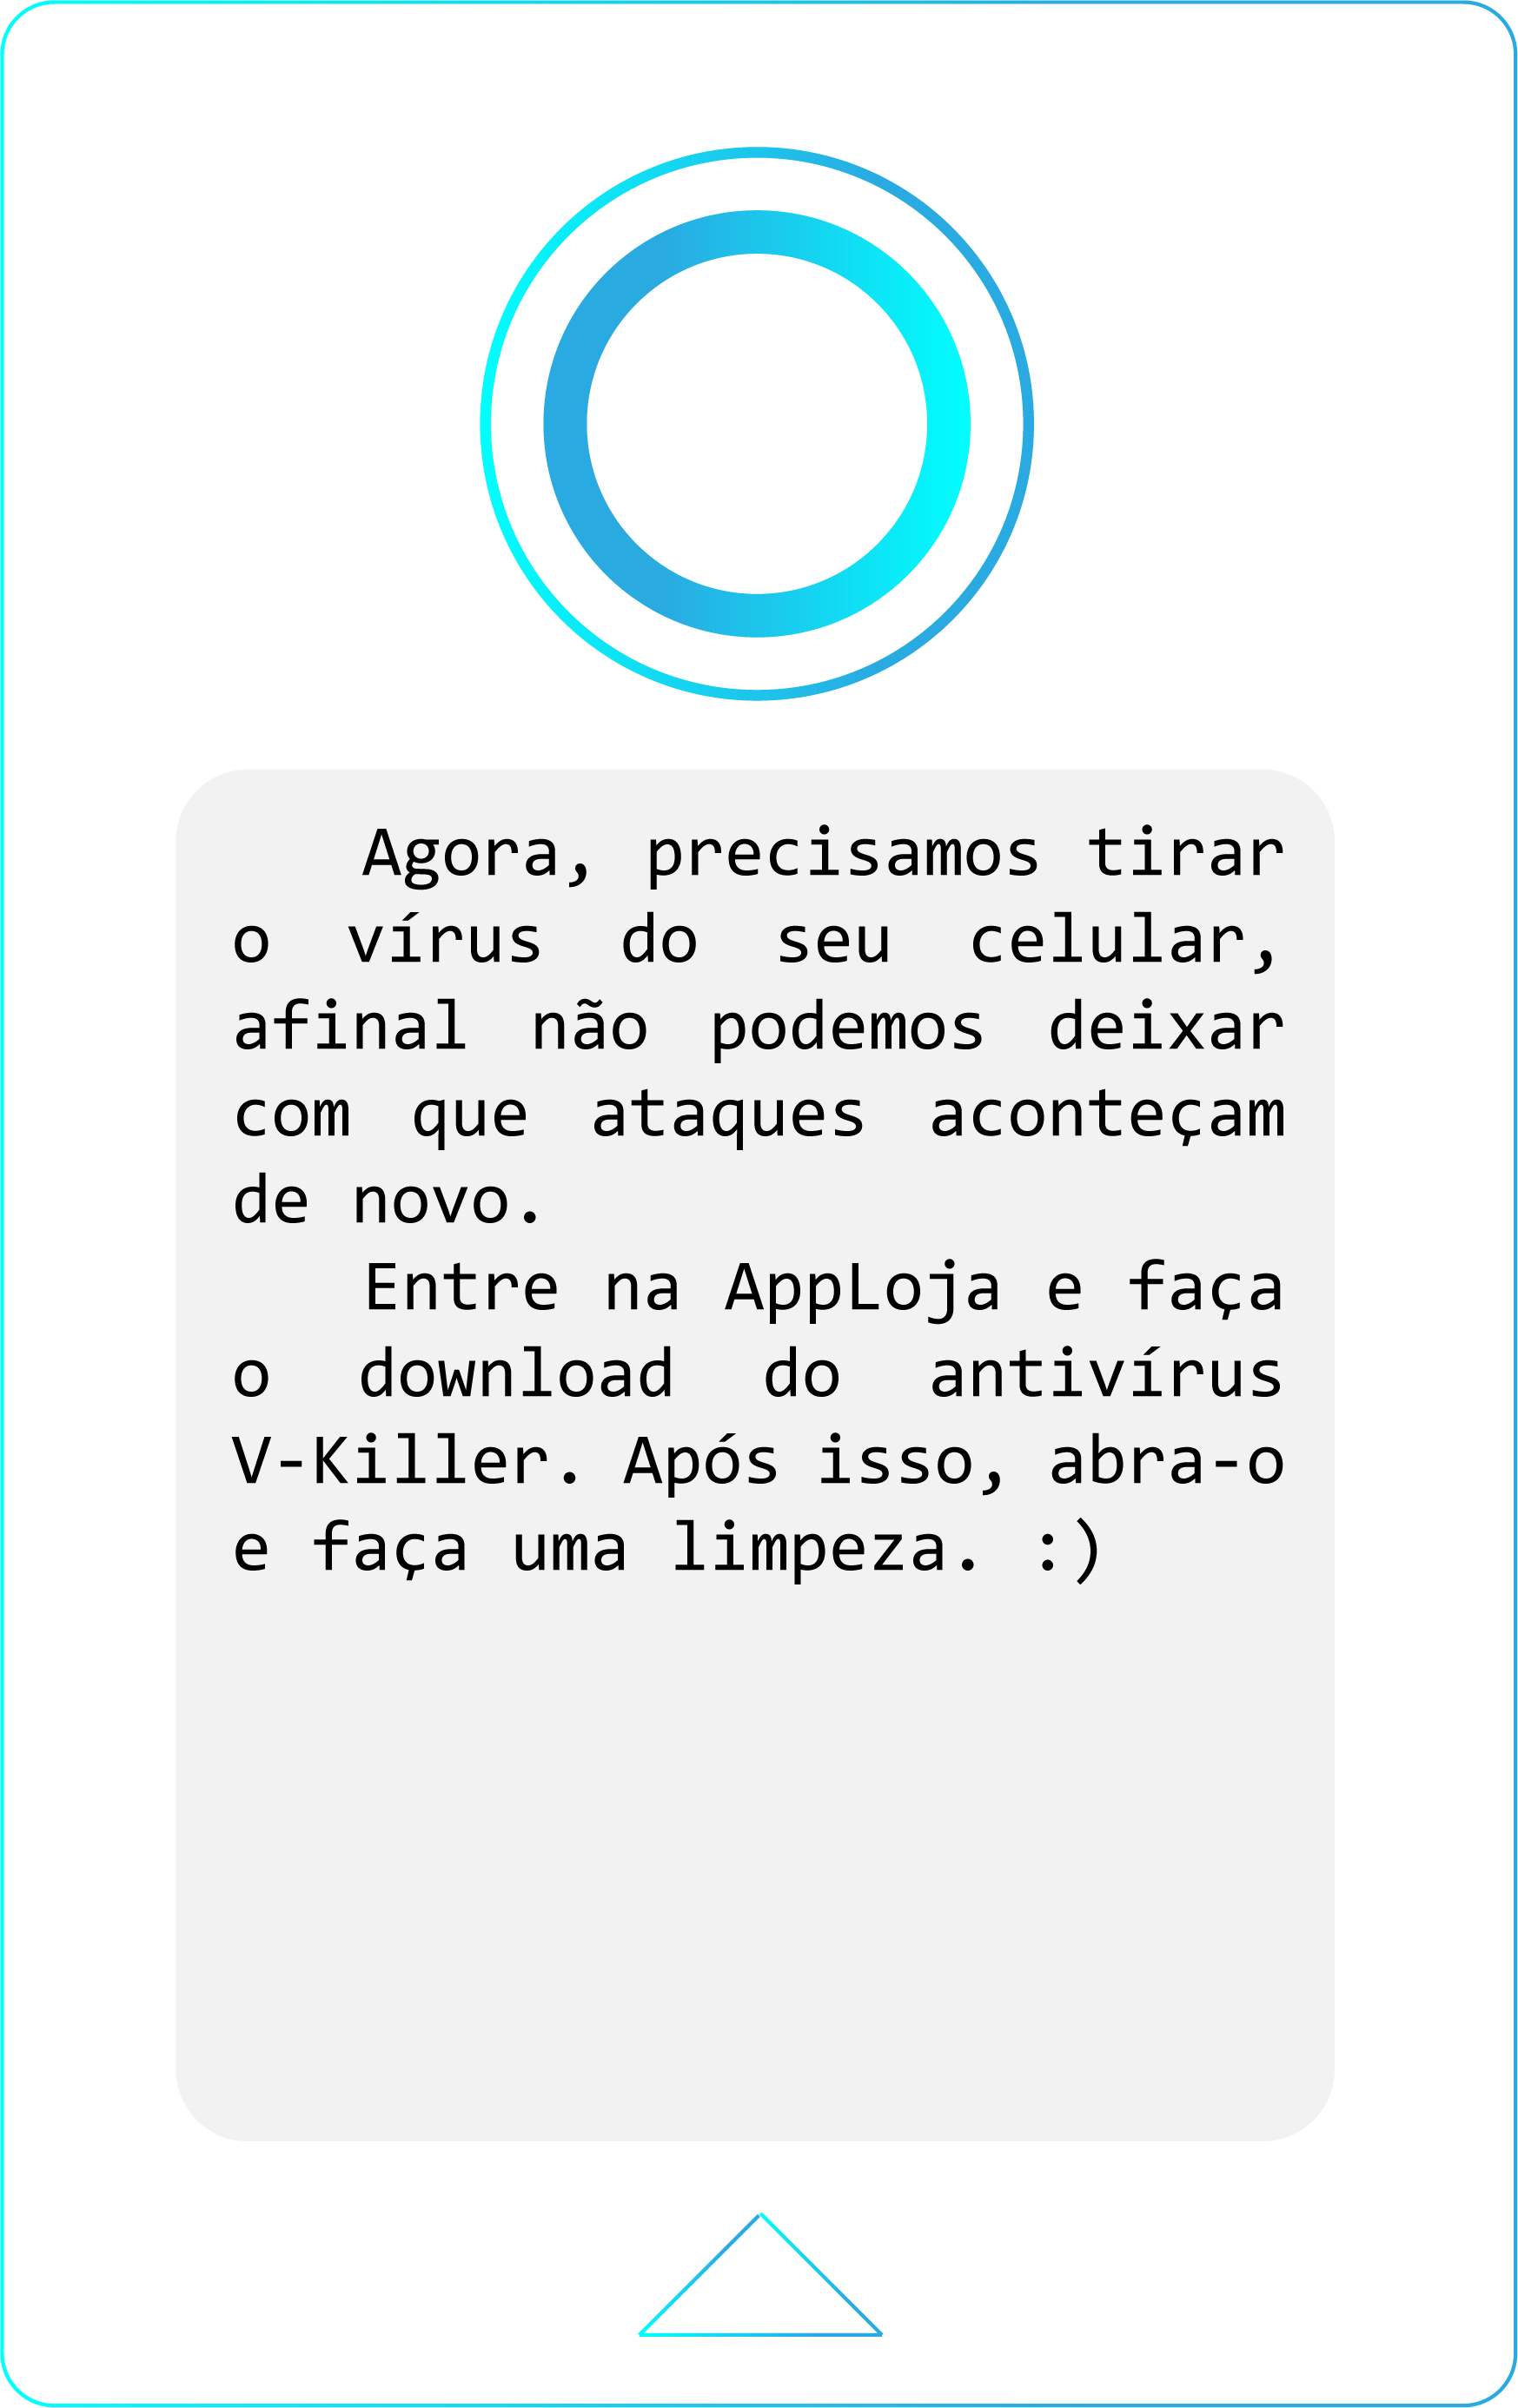 Agora, precisamos tirar
o vírus do seu celular,
afinal não podemos deixar
com que ataques aconteçam
de novo.
Entre na AppLoja e faça
o download do antivírus
V-Killer. Após isso, abra-o
e faça uma limpeza. :)